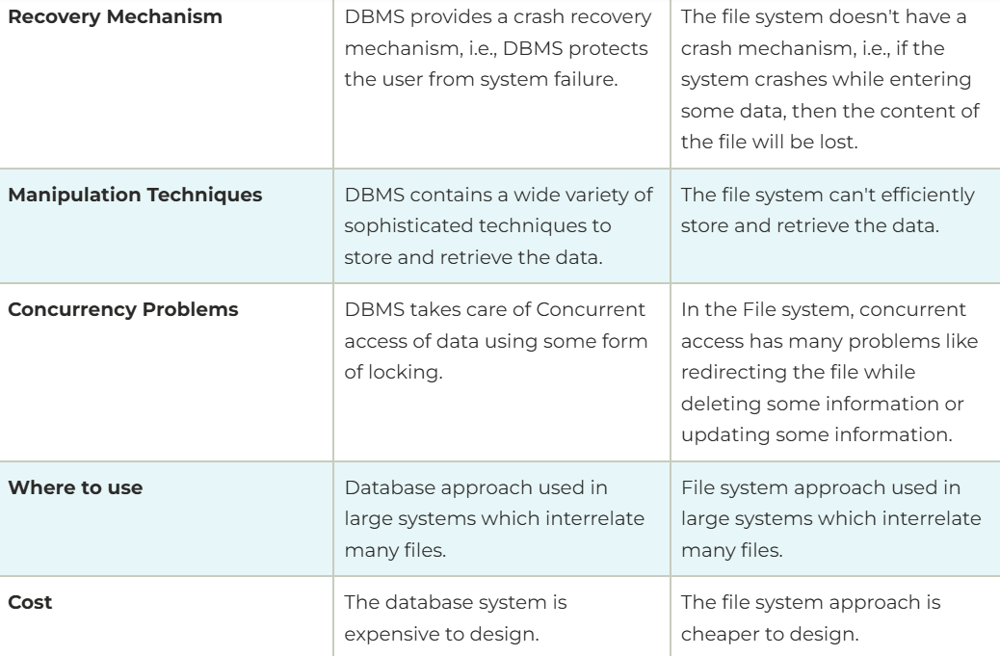 Recovery Mechanism
DBMS provides a crash recovery
mechanism, i.e., DBMS protects
the user from system failure.
The file system doesn't have a
crash mechanism, i.e., if the
system crashes while entering
some data, then the content of
the file will be lost.
Manipulation Techniques
DBMS contains a wide variety of
sophisticated techniques to
store and retrieve the data.
The file system can't efficiently
store and retrieve the data.
Concurrency Problems
DBMS takes care of Concurrent
access of data using some form
of locking.
In the File system, concurrent
access has many problems like
redirecting the file while
deleting some information or
updating some information.
Where to use
Database approach used in
large systems which interrelate
many files.
File system approach used in
large systems which interrelate
many files.
Cost
The database system is
expensive to design.
The file system approach is
cheaper to design.